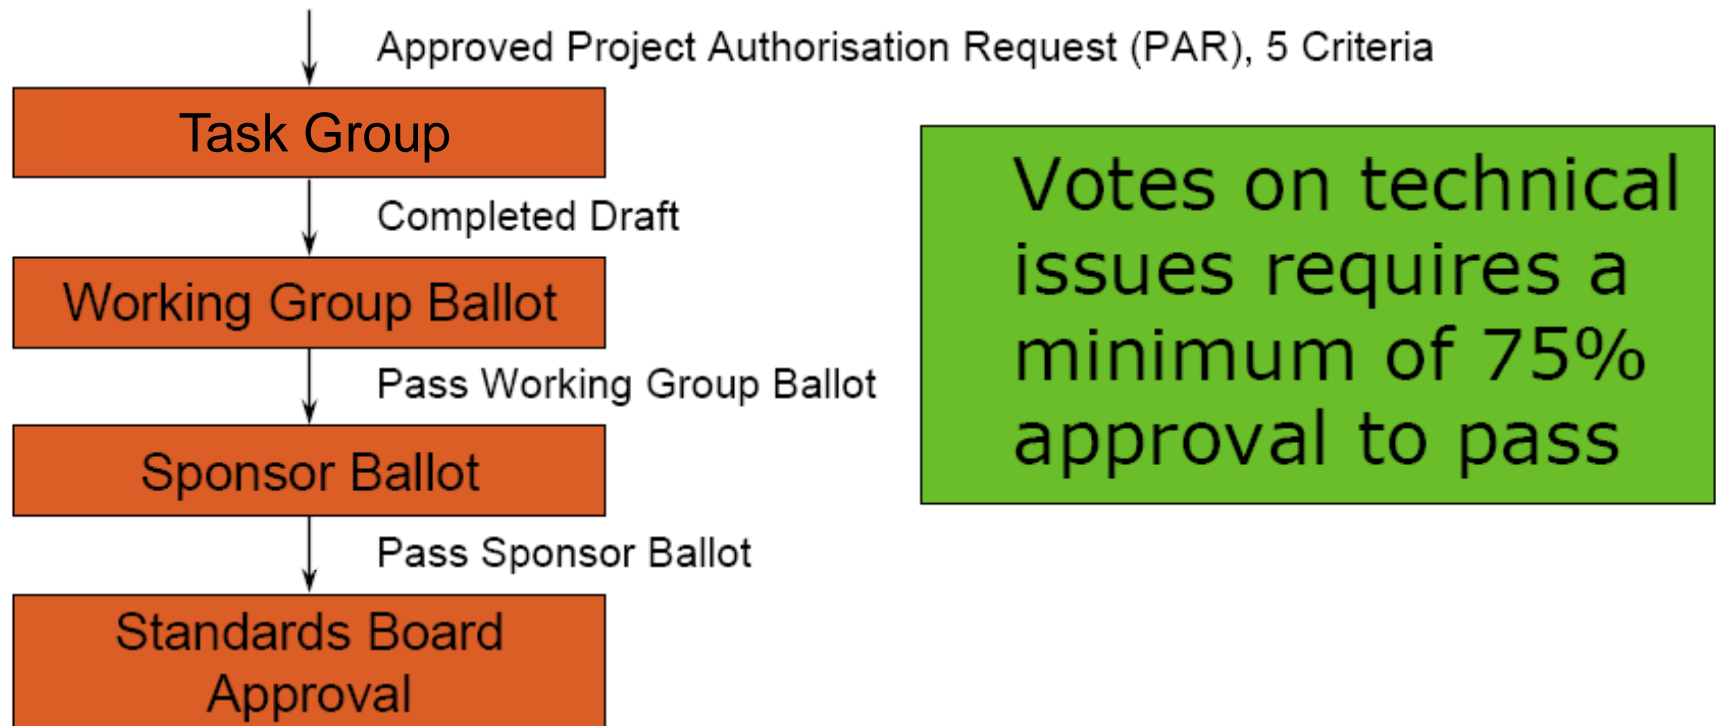 Approved Project Authorisation Request (PAR), 5 Criteria
Task Group
Completed Draft
Working Group Ballot
Pass Working Group Ballot
Sponsor Ballot
Pass Sponsor Ballot
Standards Board
Approval
Votes on technical
issues requires a
minimum of 75%
approval to pass